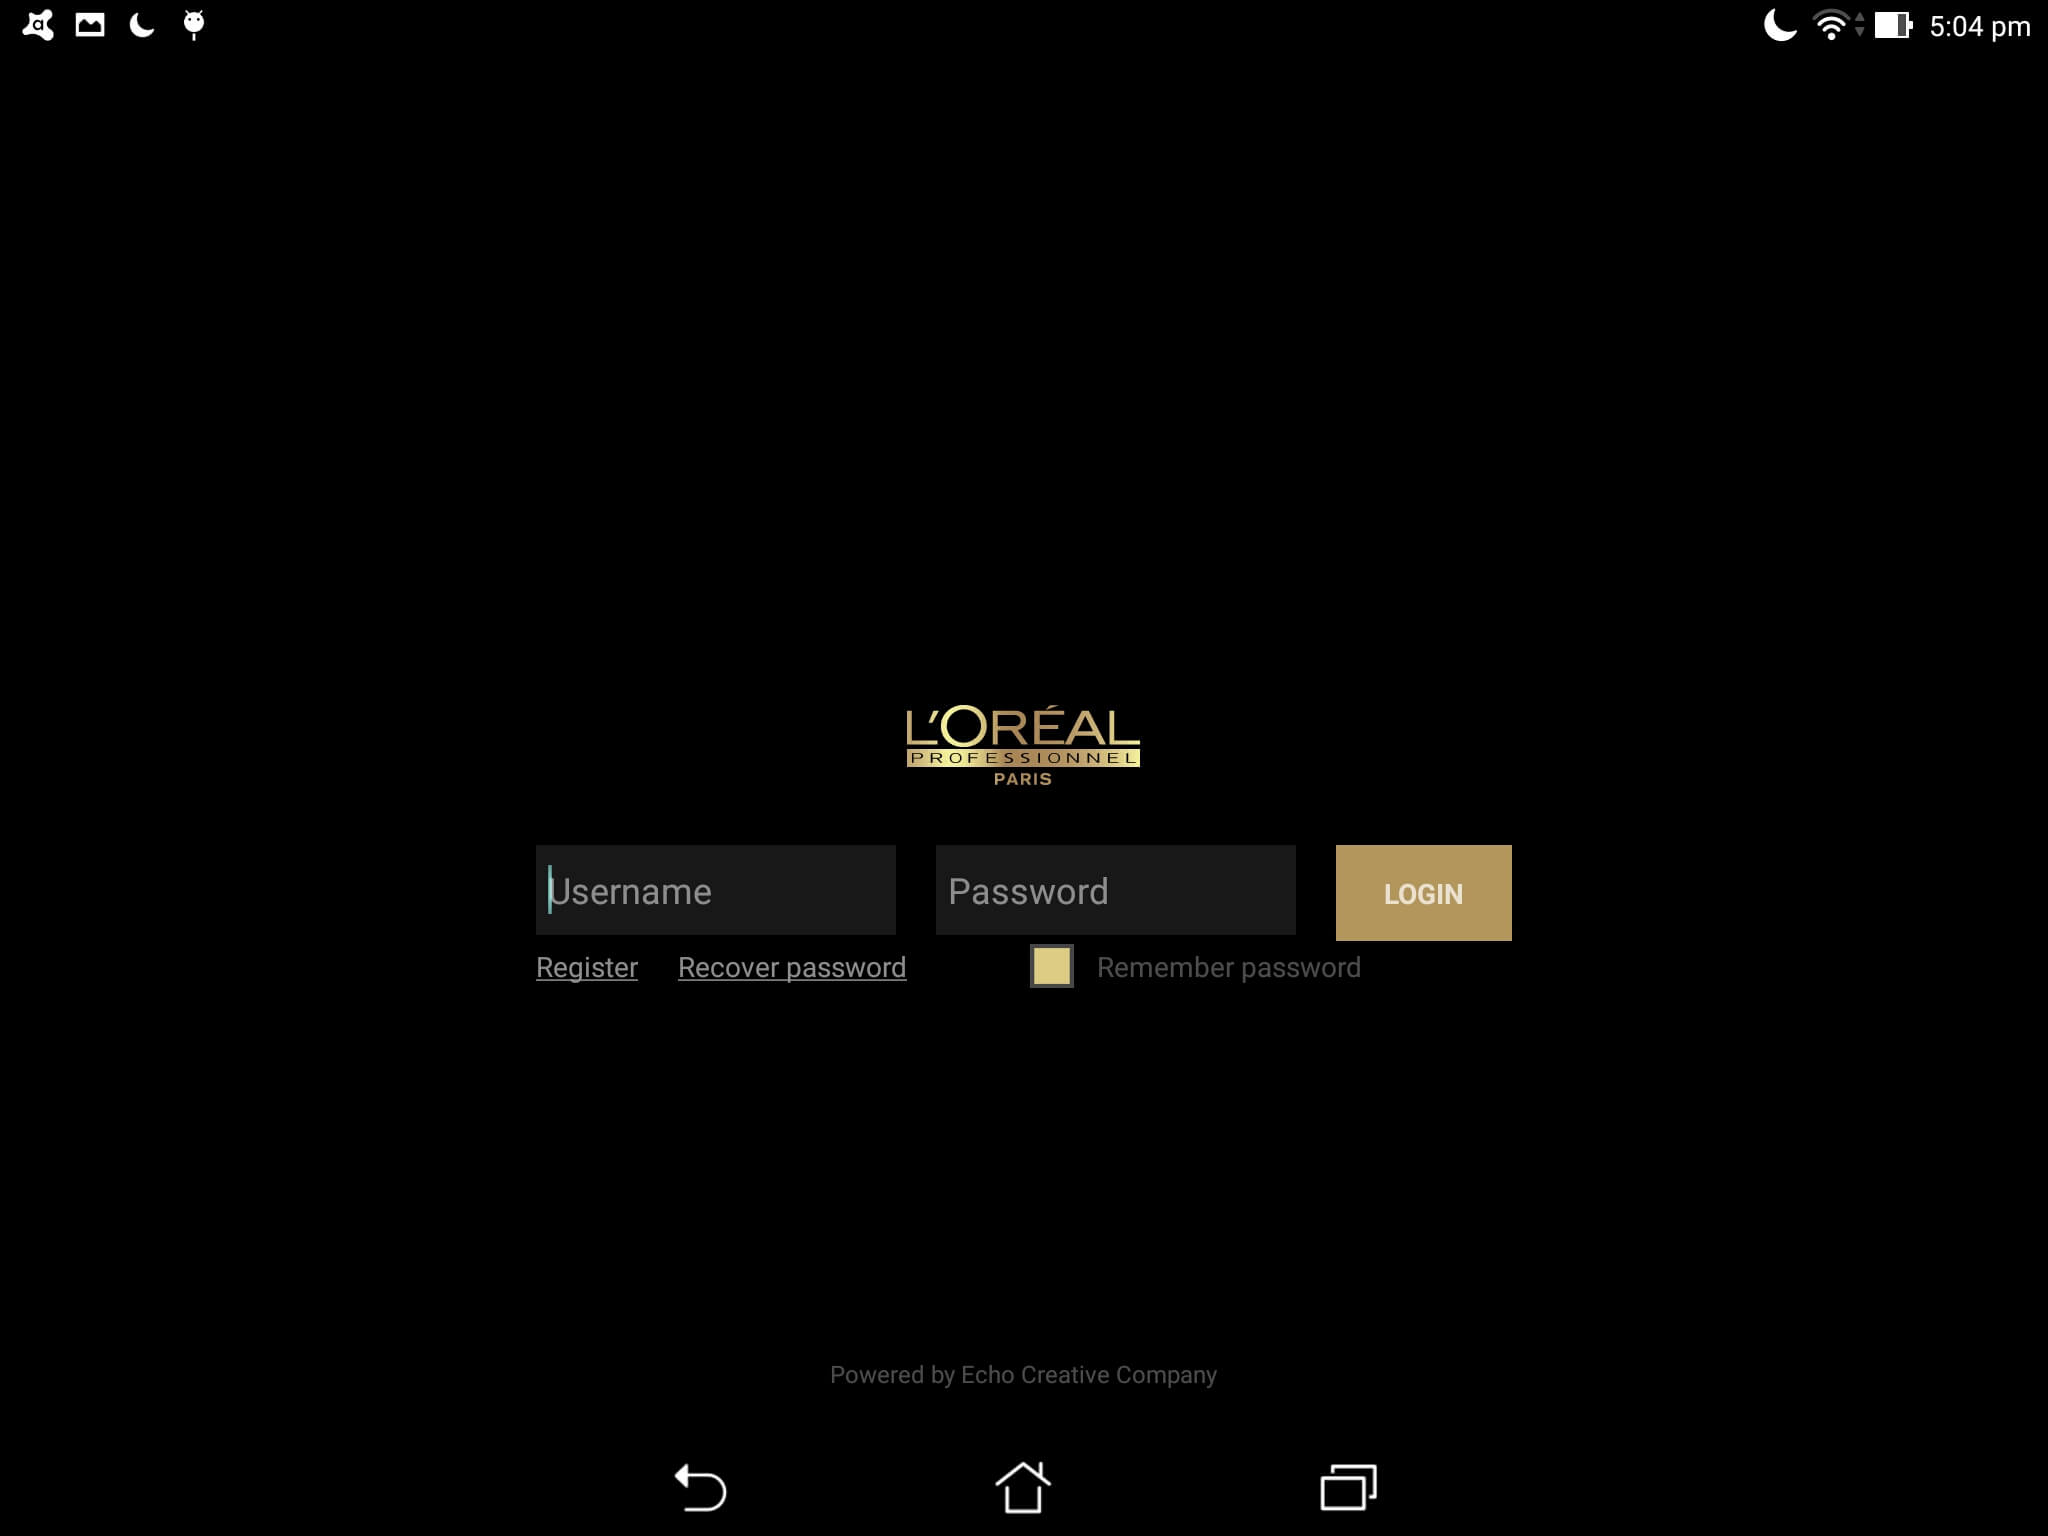 5:04 pm
L'ORÉAL
PROFESSIONNEL
PARIS
Username
Password
LOGIN
Register
Recover password
Remember password
Powered by Echo Creative Company